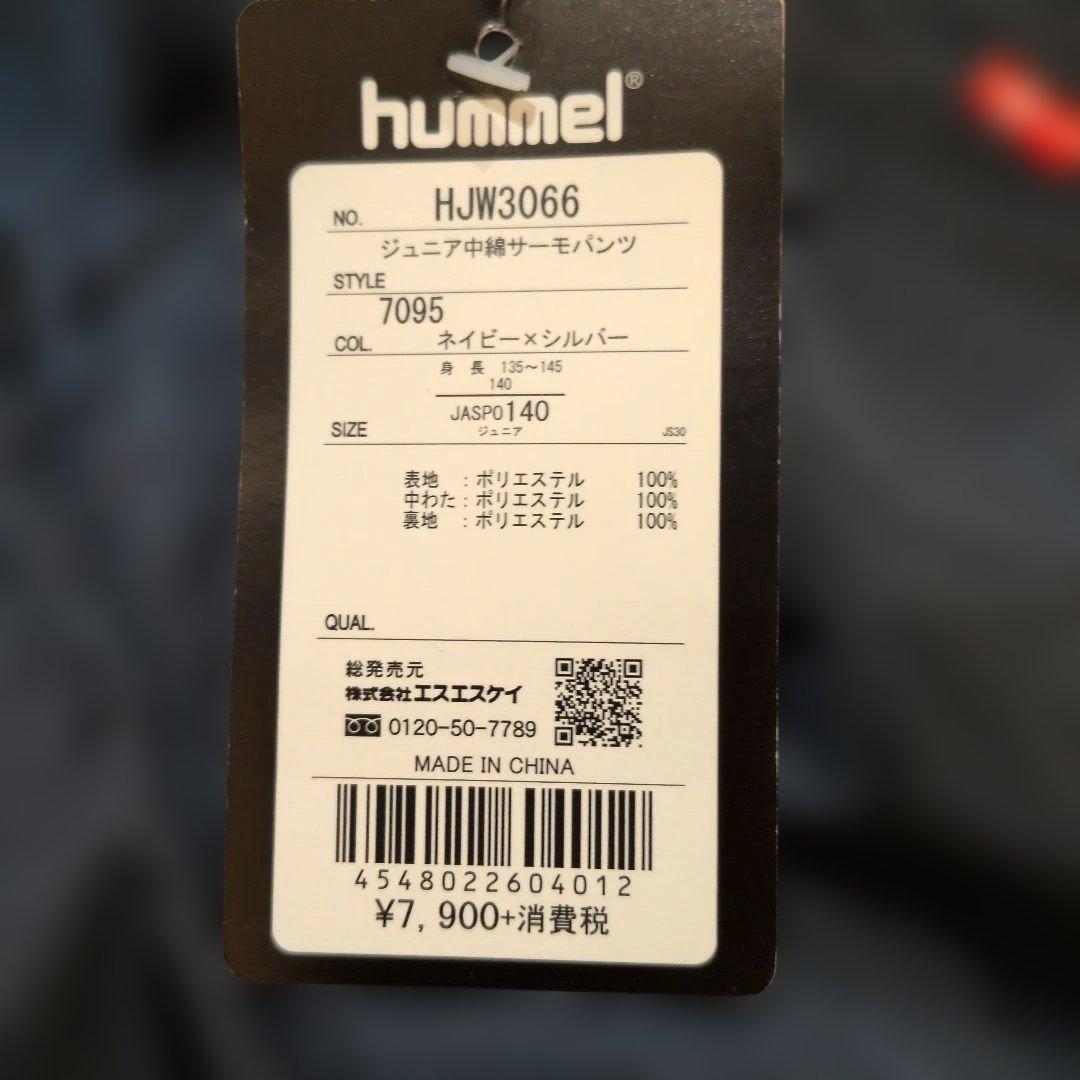 hummel®
NO. HJW3066
ジュニア中綿サーモパンツ
STYLE
7095
COL. ネイビー×シルバー
身 長 135～145
140
SIZE JASPO140
ジュニア JS30
表地 : ポリエステル 100%
中わた : ポリエステル 100%
裏地 : ポリエステル 100%
QUAL.
総発売元
株式会社エスエスケイ
0120-50-7789
MADE IN CHINA
4548022604012
¥7,900+消費税